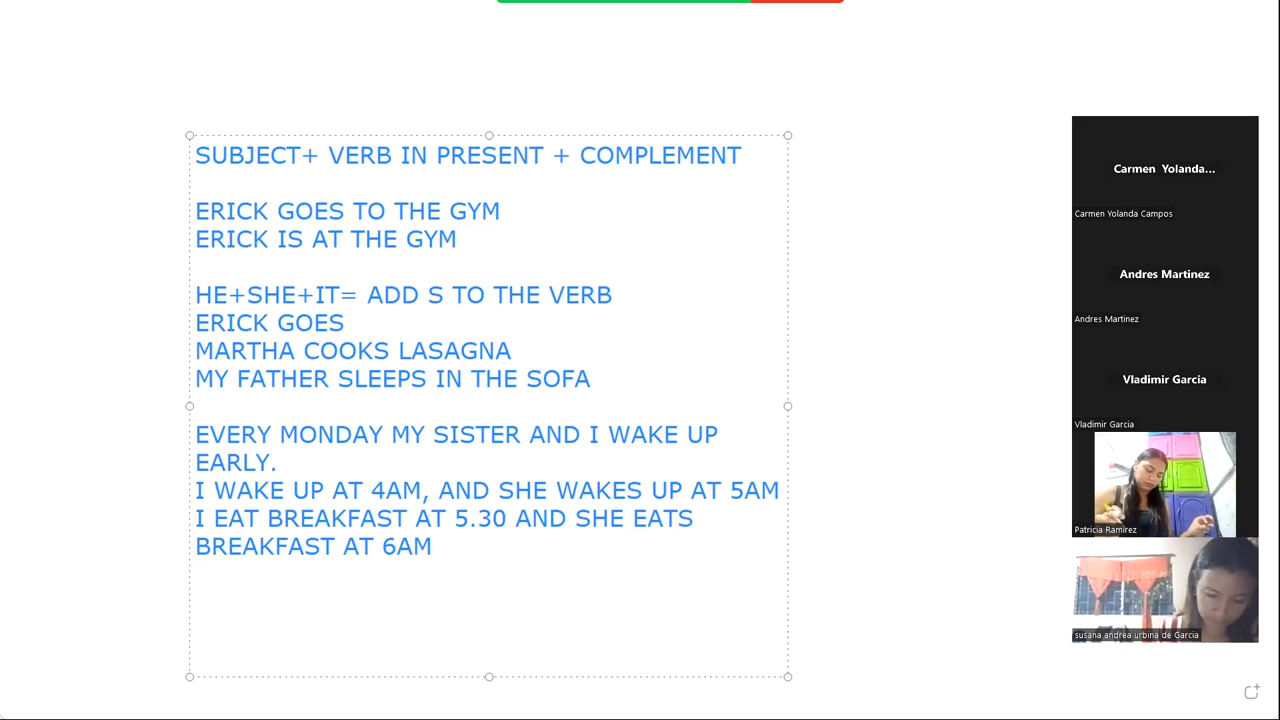 SUBJECT+ VERB IN PRESENT + COMPLEMENT
ERICK GOES TO THE GYM
ERICK IS AT THE GYM
HE+SHE+IT= ADD S TO THE VERB
ERICK GOES
MARTHA COOKS LASAGNA
MY FATHER SLEEPS IN THE SOFA
EVERY MONDAY MY SISTER AND I WAKE UP
EARLY.
I WAKE UP AT 4AM, AND SHE WAKES UP AT 5AM
I EAT BREAKFAST AT 5.30 AND SHE EATS
BREAKFAST AT 6AM
Carmen Yolanda...
Carmen Yolanda Campos
Andres Martinez
Andres Martinez
Vladimir Garcia
Vladimir Garcia
Patricia Ramirez
susana andrea urbina de Garcia